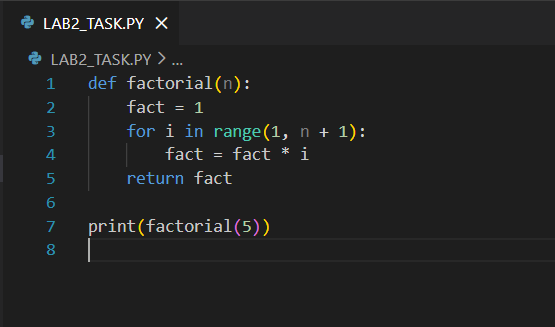 LAB2_TASK.PY ×
LAB2_TASK.PY > ...
1 def factorial(n):
2     fact = 1
3     for i in range(1, n + 1):
4         fact = fact * i
5     return fact
6
7 print(factorial(5))
8